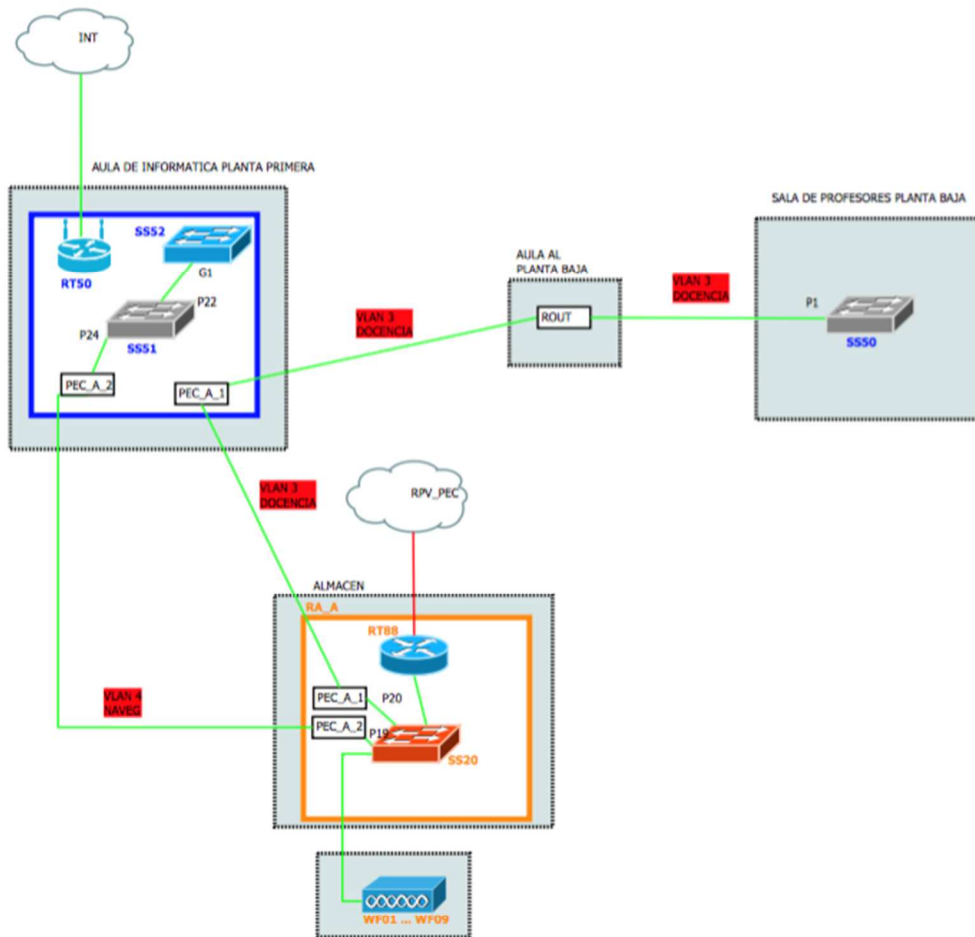 INT
AULA DE INFORMATICA PLANTA PRIMERA
SALA DE PROFESORES PLANTA BAJA
SS52
RT50
G1
P22
P24
SS51
PEC_A_2
PEC_A_1
AULA AL
PLANTA BAJA
VLAN 3
DOCENCIA
ROUT
VLAN 3
DOCENCIA
P1
SS50
VLAN 3
DOCENCIA
RPV_PEC
ALMACEN
RA_A
RT88
VLAN 4
NAVEG
PEC_A_1
P20
PEC_A_2
P19
SS20
WF01 ... WF09